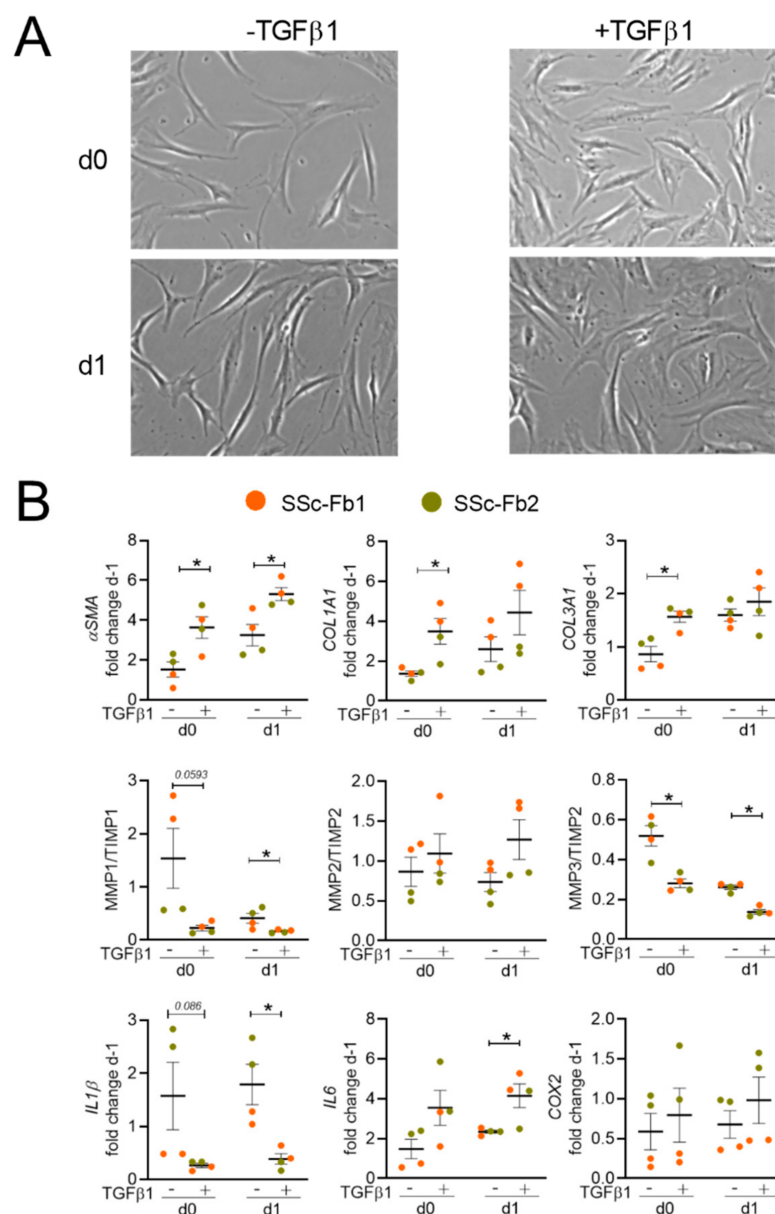 A
-TGFβ1
+TGFβ1
d0
d1
B
SSc-Fb1
SSc-Fb2
αSMA
fold change d-1
8
6
4
2
0
*
*
TGFβ1
-
+
-
+
d0
d1
COL1A1
fold change d-1
8
6
4
2
0
*
TGFβ1
-
+
-
+
d0
d1
COL3A1
fold change d-1
3
2
1
0
*
TGFβ1
-
+
-
+
d0
d1
MMP1/TIMP1
3
2
1
0
0.0593
*
TGFβ1
-
+
-
+
d0
d1
MMP2/TIMP2
2.0
1.5
1.0
0.5
0.0
TGFβ1
-
+
-
+
d0
d1
MMP3/TIMP2
0.8
0.6
0.4
0.2
0.0
*
*
TGFβ1
-
+
-
+
d0
d1
IL1β
fold change d-1
3
2
1
0
0.086
*
TGFβ1
-
+
-
+
d0
d1
IL6
fold change d-1
8
6
4
2
0
*
TGFβ1
-
+
-
+
d0
d1
COX2
fold change d-1
2.0
1.5
1.0
0.5
0.0
TGFβ1
-
+
-
+
d0
d1